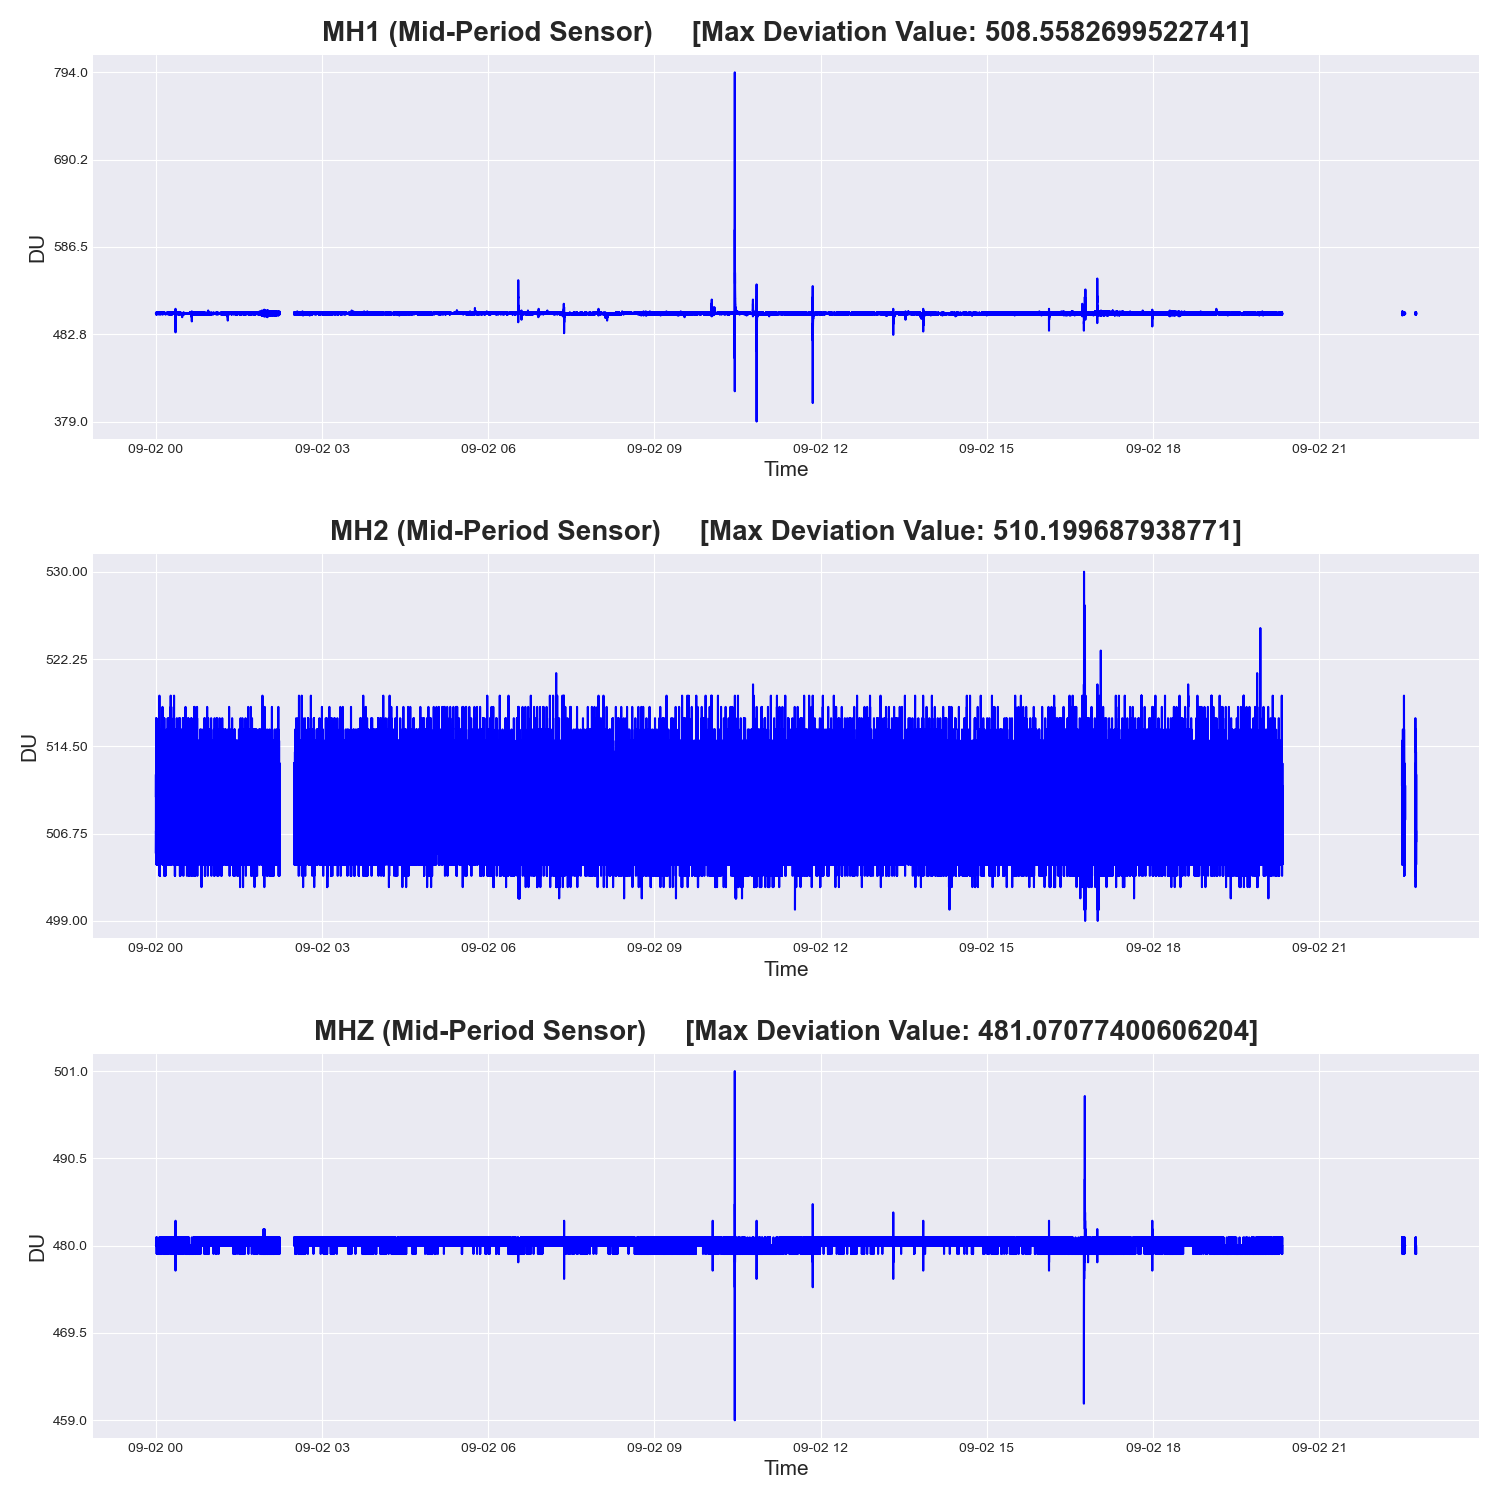 MH1 (Mid-Period Sensor) [Max Deviation Value: 508.5582699522741]
794.0
690.2
586.5
482.8
379.0
DU
09-02 00 09-02 03 09-02 06 09-02 09 09-02 12 09-02 15 09-02 18 09-02 21
Time
MH2 (Mid-Period Sensor) [Max Deviation Value: 510.199687938771]
530.00
522.25
514.50
506.75
499.00
DU
09-02 00 09-02 03 09-02 06 09-02 09 09-02 12 09-02 15 09-02 18 09-02 21
Time
MHZ (Mid-Period Sensor) [Max Deviation Value: 481.07077400606204]
501.0
490.5
480.0
469.5
459.0
DU
09-02 00 09-02 03 09-02 06 09-02 09 09-02 12 09-02 15 09-02 18 09-02 21
Time